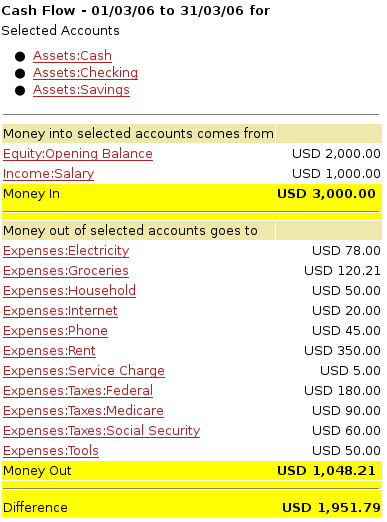 Cash Flow - 01/03/06 to 31/03/06 for
Selected Accounts
● Assets:Cash
● Assets:Checking
● Assets:Savings
Money into selected accounts comes from
Equity:Opening Balance USD 2,000.00
Income:Salary USD 1,000.00
Money In USD 3,000.00
Money out of selected accounts goes to
Expenses:Electricity USD 78.00
Expenses:Groceries USD 120.21
Expenses:Household USD 50.00
Expenses:Internet USD 20.00
Expenses:Phone USD 45.00
Expenses:Rent USD 350.00
Expenses:Service Charge USD 5.00
Expenses:Taxes:Federal USD 180.00
Expenses:Taxes:Medicare USD 90.00
Expenses:Taxes:Social Security USD 60.00
Expenses:Tools USD 50.00
Money Out USD 1,048.21
Difference USD 1,951.79